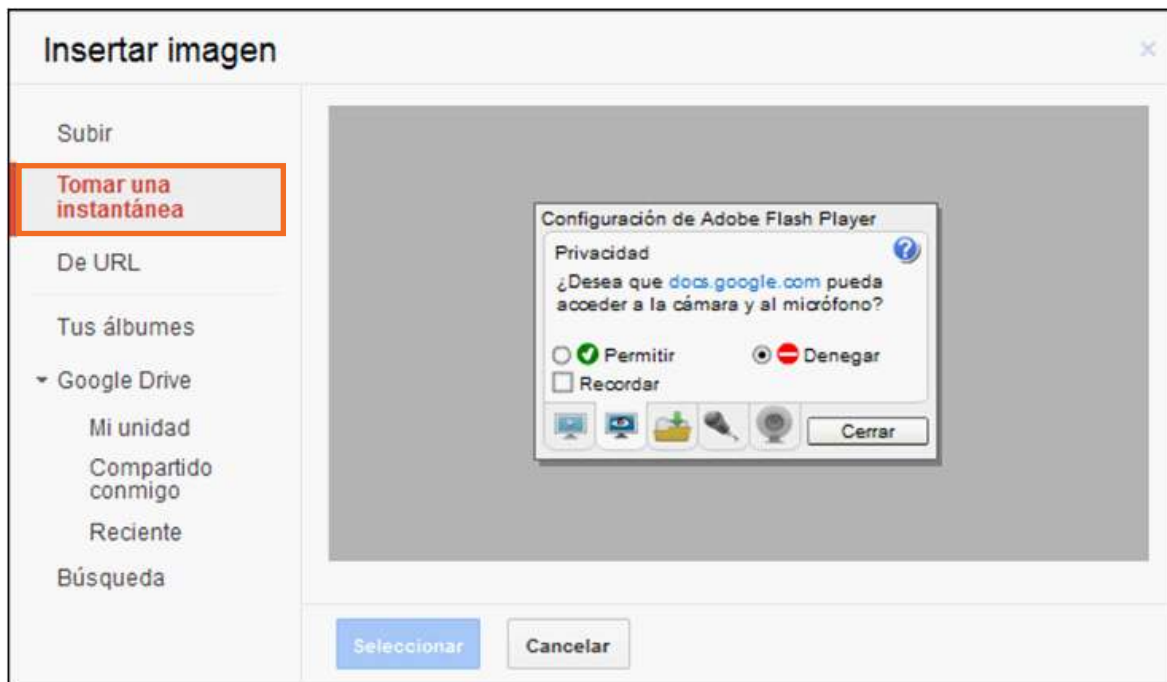 Insertar imagen
Subir
Tomar una
instantánea
De URL
Tus álbumes
Google Drive
Mi unidad
Compartido
conmigo
Reciente
Búsqueda
Configuración de Adobe Flash Player
Privacidad
¿Desea que docs.google.com pueda
acceder a la cámara y al micrófono?
Permitir Denegar
Recordar
Cerrar
Seleccionar Cancelar